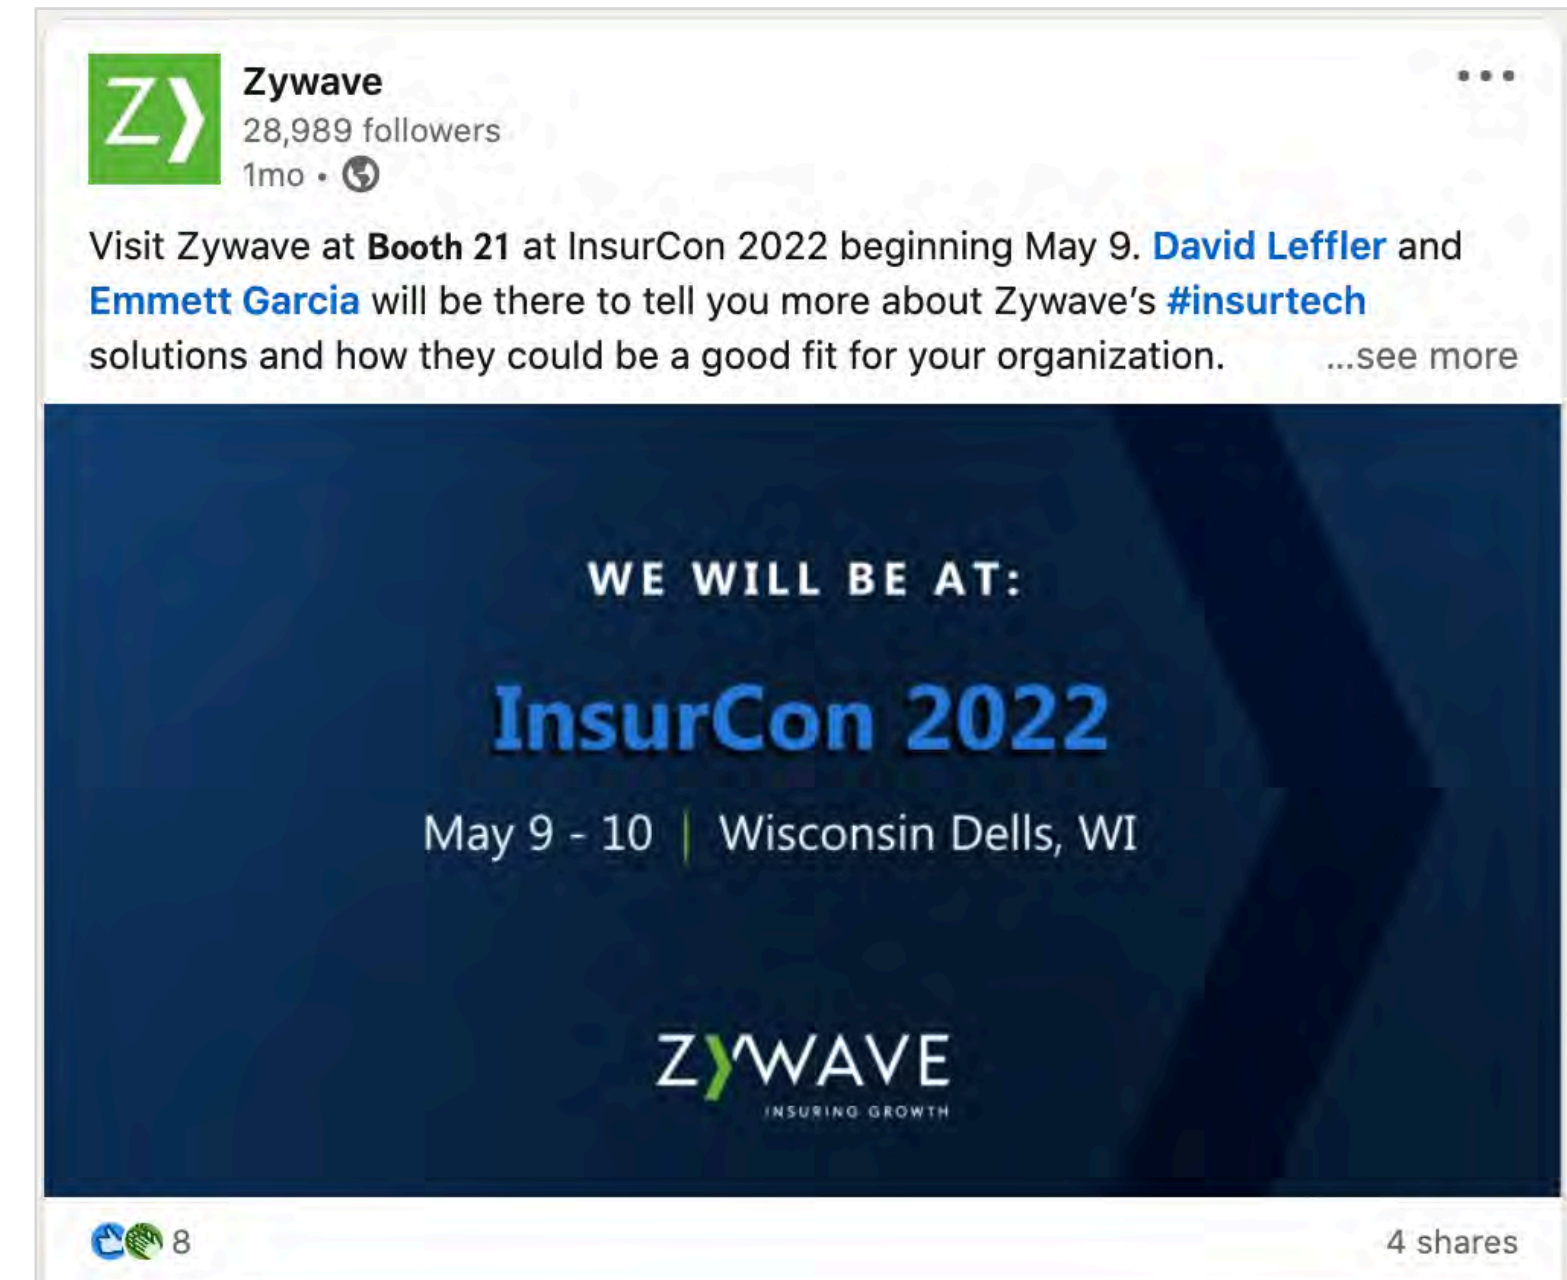 Z
Zywave
28,989 followers
1mo •
Visit Zywave at Booth 21 at InsurCon 2022 beginning May 9. David Leffler and
Emmett Garcia will be there to tell you more about Zywave’s #insurtech
solutions and how they could be a good fit for your organization. ...see more
WE WILL BE AT:
InsurCon 2022
May 9 - 10 | Wisconsin Dells, WI
ZYWAVE
INSURING GROWTH
8 4 shares